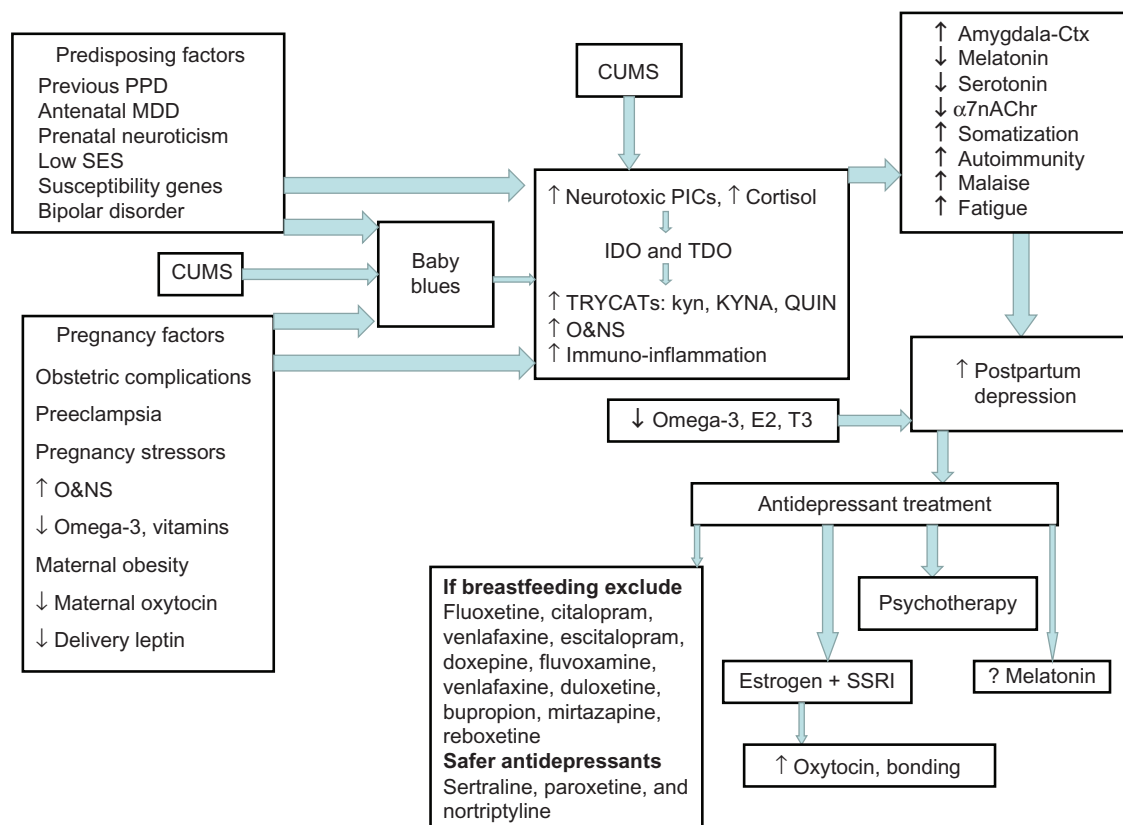 Predisposing factors
Previous PPD
Antenatal MDD
Prenatal neuroticism
Low SES
Susceptibility genes
Bipolar disorder
CUMS
Pregnancy factors
Obstetric complications
Preeclampsia
Pregnancy stressors
↑ O&NS
↓ Omega-3, vitamins
Maternal obesity
↓ Maternal oxytocin
↓ Delivery leptin
Baby
blues
CUMS
↑ Neurotoxic PICs, ↑ Cortisol
IDO and TDO
↑ TRYCATs: kyn, KYNA, QUIN
↑ O&NS
↑ Immuno-inflammation
↑ Amygdala-Ctx
↓ Melatonin
↓ Serotonin
↓ α7nAChr
↑ Somatization
↑ Autoimmunity
↑ Malaise
↑ Fatigue
↑ Postpartum
depression
↓ Omega-3, E2, T3
Antidepressant treatment
If breastfeeding exclude
Fluoxetine, citalopram,
venlafaxine, escitalopram,
doxepine, fluvoxamine,
venlafaxine, duloxetine,
bupropion, mirtazapine,
reboxetine
Safer antidepressants
Sertraline, paroxetine, and
nortriptyline
Estrogen + SSRI
↑ Oxytocin, bonding
Psychotherapy
? Melatonin